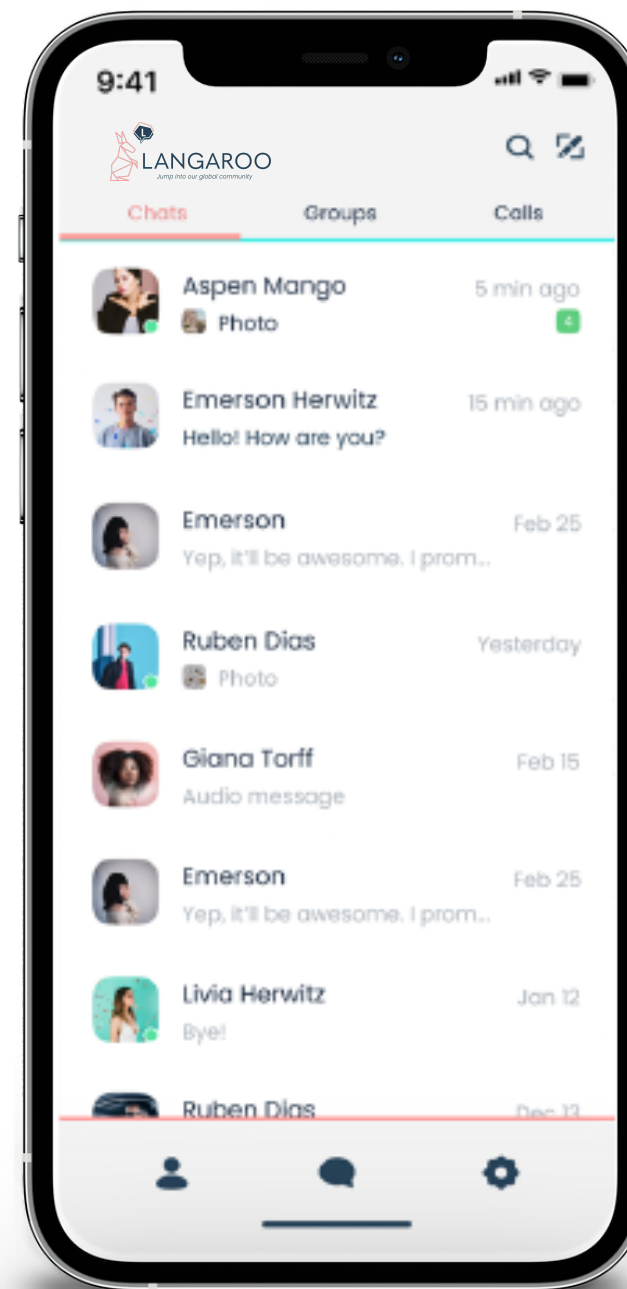 9:41
L
LANGAROO
Jump into our global community
Chats Groups Calls
Aspen Mango 5 min ago
Photo 4
Emerson Herwitz 15 min ago
Hello! How are you?
Emerson Feb 25
Yep, it'll be awesome. I prom...
Ruben Dias Yesterday
Photo
Giana Torff Feb 15
Audio message
Emerson Feb 25
Yep, it'll be awesome. I prom...
Livia Herwitz Jan 12
Bye!
Ruben Dias Dec 13